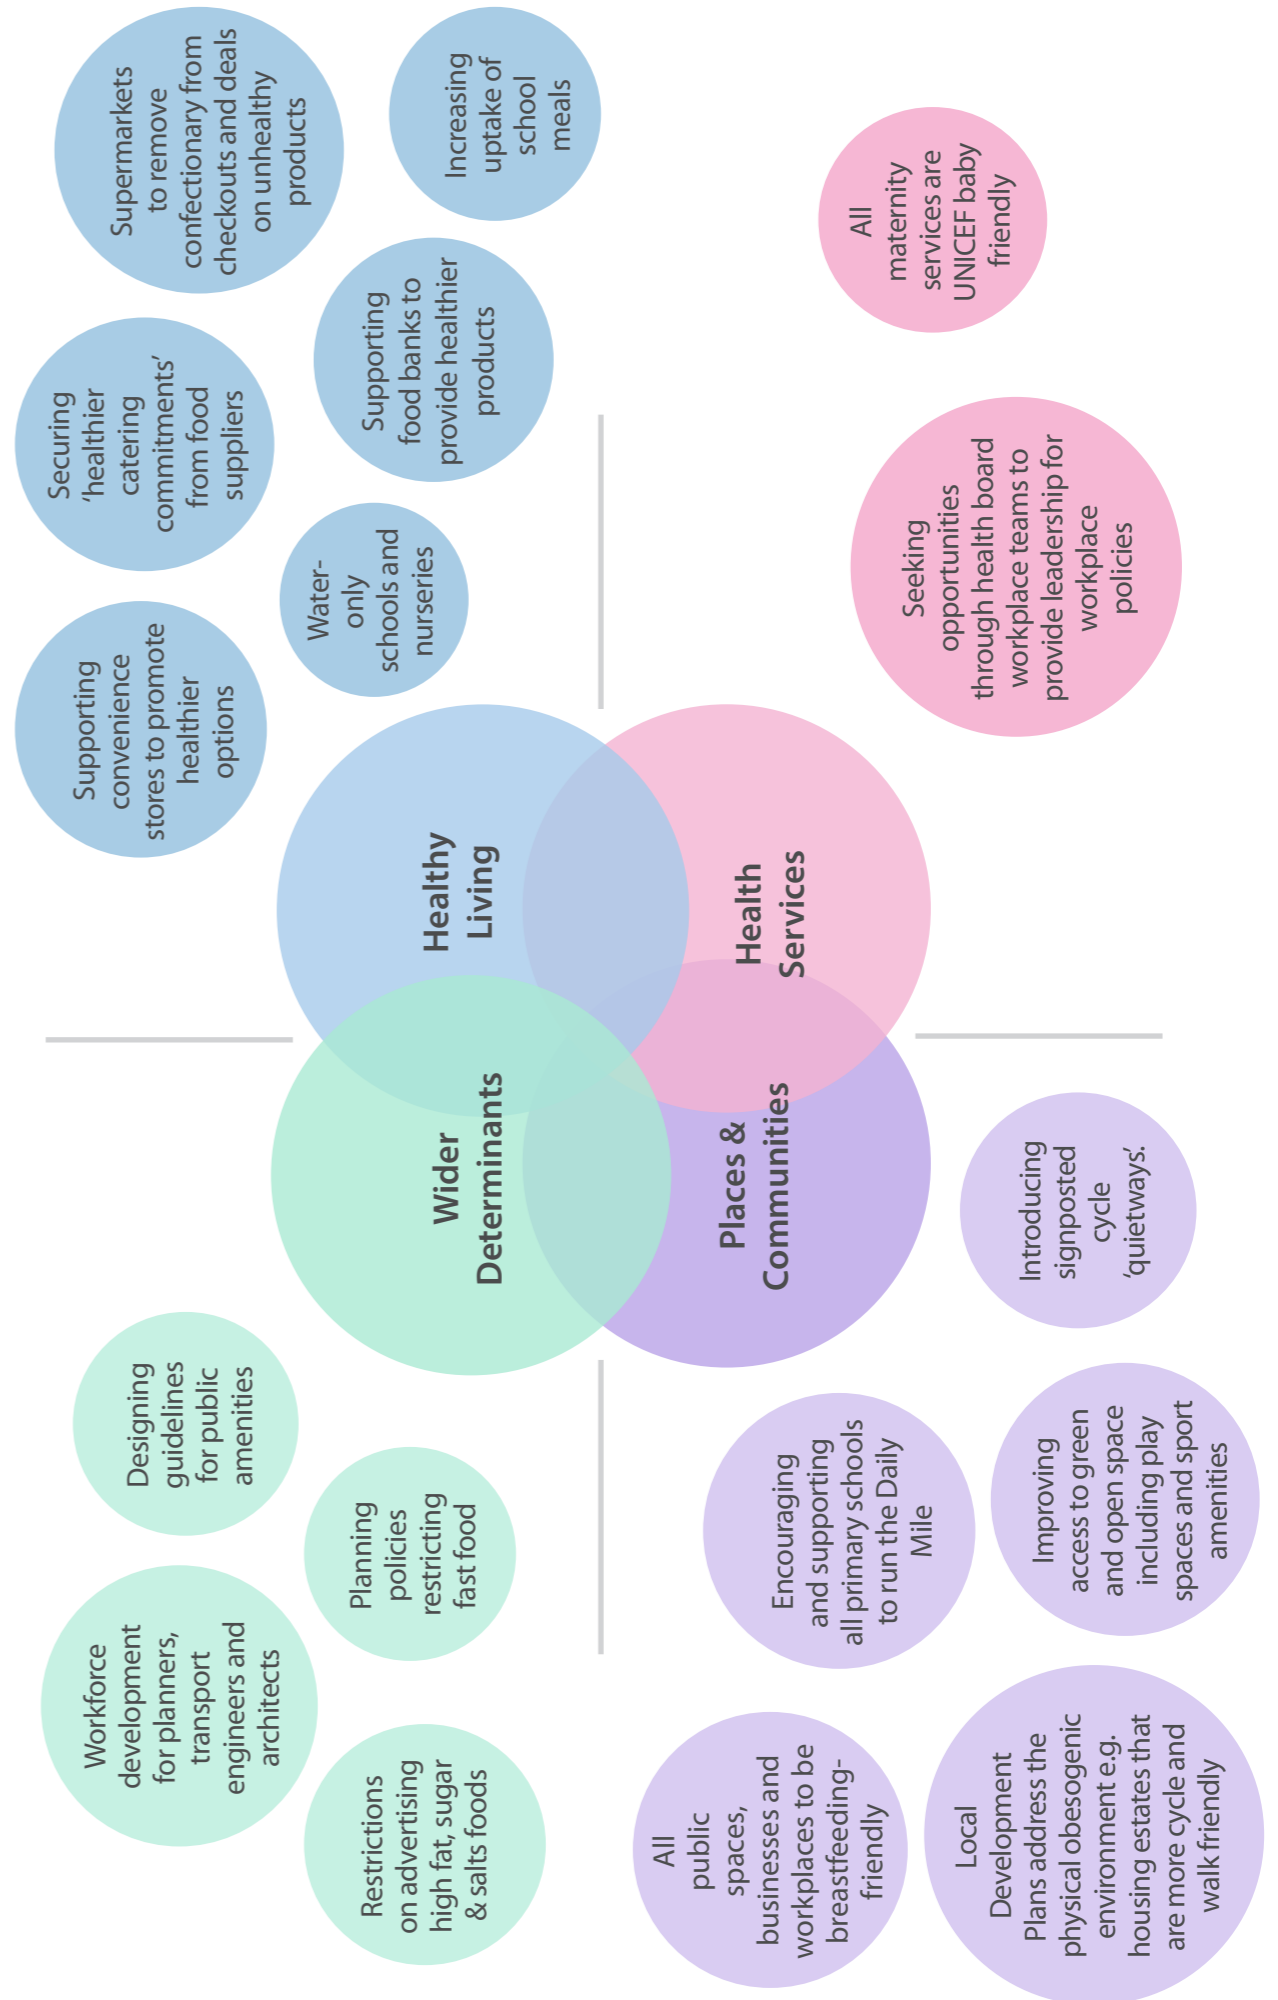 Workforce
development
for planners,
transport
engineers and
architects
Designing
guidelines
for public
amenities
Restrictions
on advertising
high fat, sugar
& salts foods
Planning
policies
restricting
fast food
Supporting
convenience
stores to promote
healthier
options
Securing
‘healthier
catering
commitments’
from food
suppliers
Supermarkets
to remove
confectionary from
checkouts and deals
on unhealthy
products
Water-
only
schools and
nurseries
Supporting
food banks to
provide healthier
products
Increasing
uptake of
school
meals
Wider
Determinants
Healthy
Living
Places &
Communities
Health
Services
All
public
spaces,
businesses and
workplaces to be
breastfeeding-
friendly
Encouraging
and supporting
all primary schools
to run the Daily
Mile
Local
Development
Plans address the
physical obesogenic
environment e.g.
housing estates that
are more cycle and
walk friendly
Improving
access to green
and open space
including play
spaces and sport
amenities
Introducing
signposted
cycle
‘quietways’.
Seeking
opportunities
through health board
workplace teams to
provide leadership for
workplace
policies
All
maternity
services are
UNICEF baby
friendly